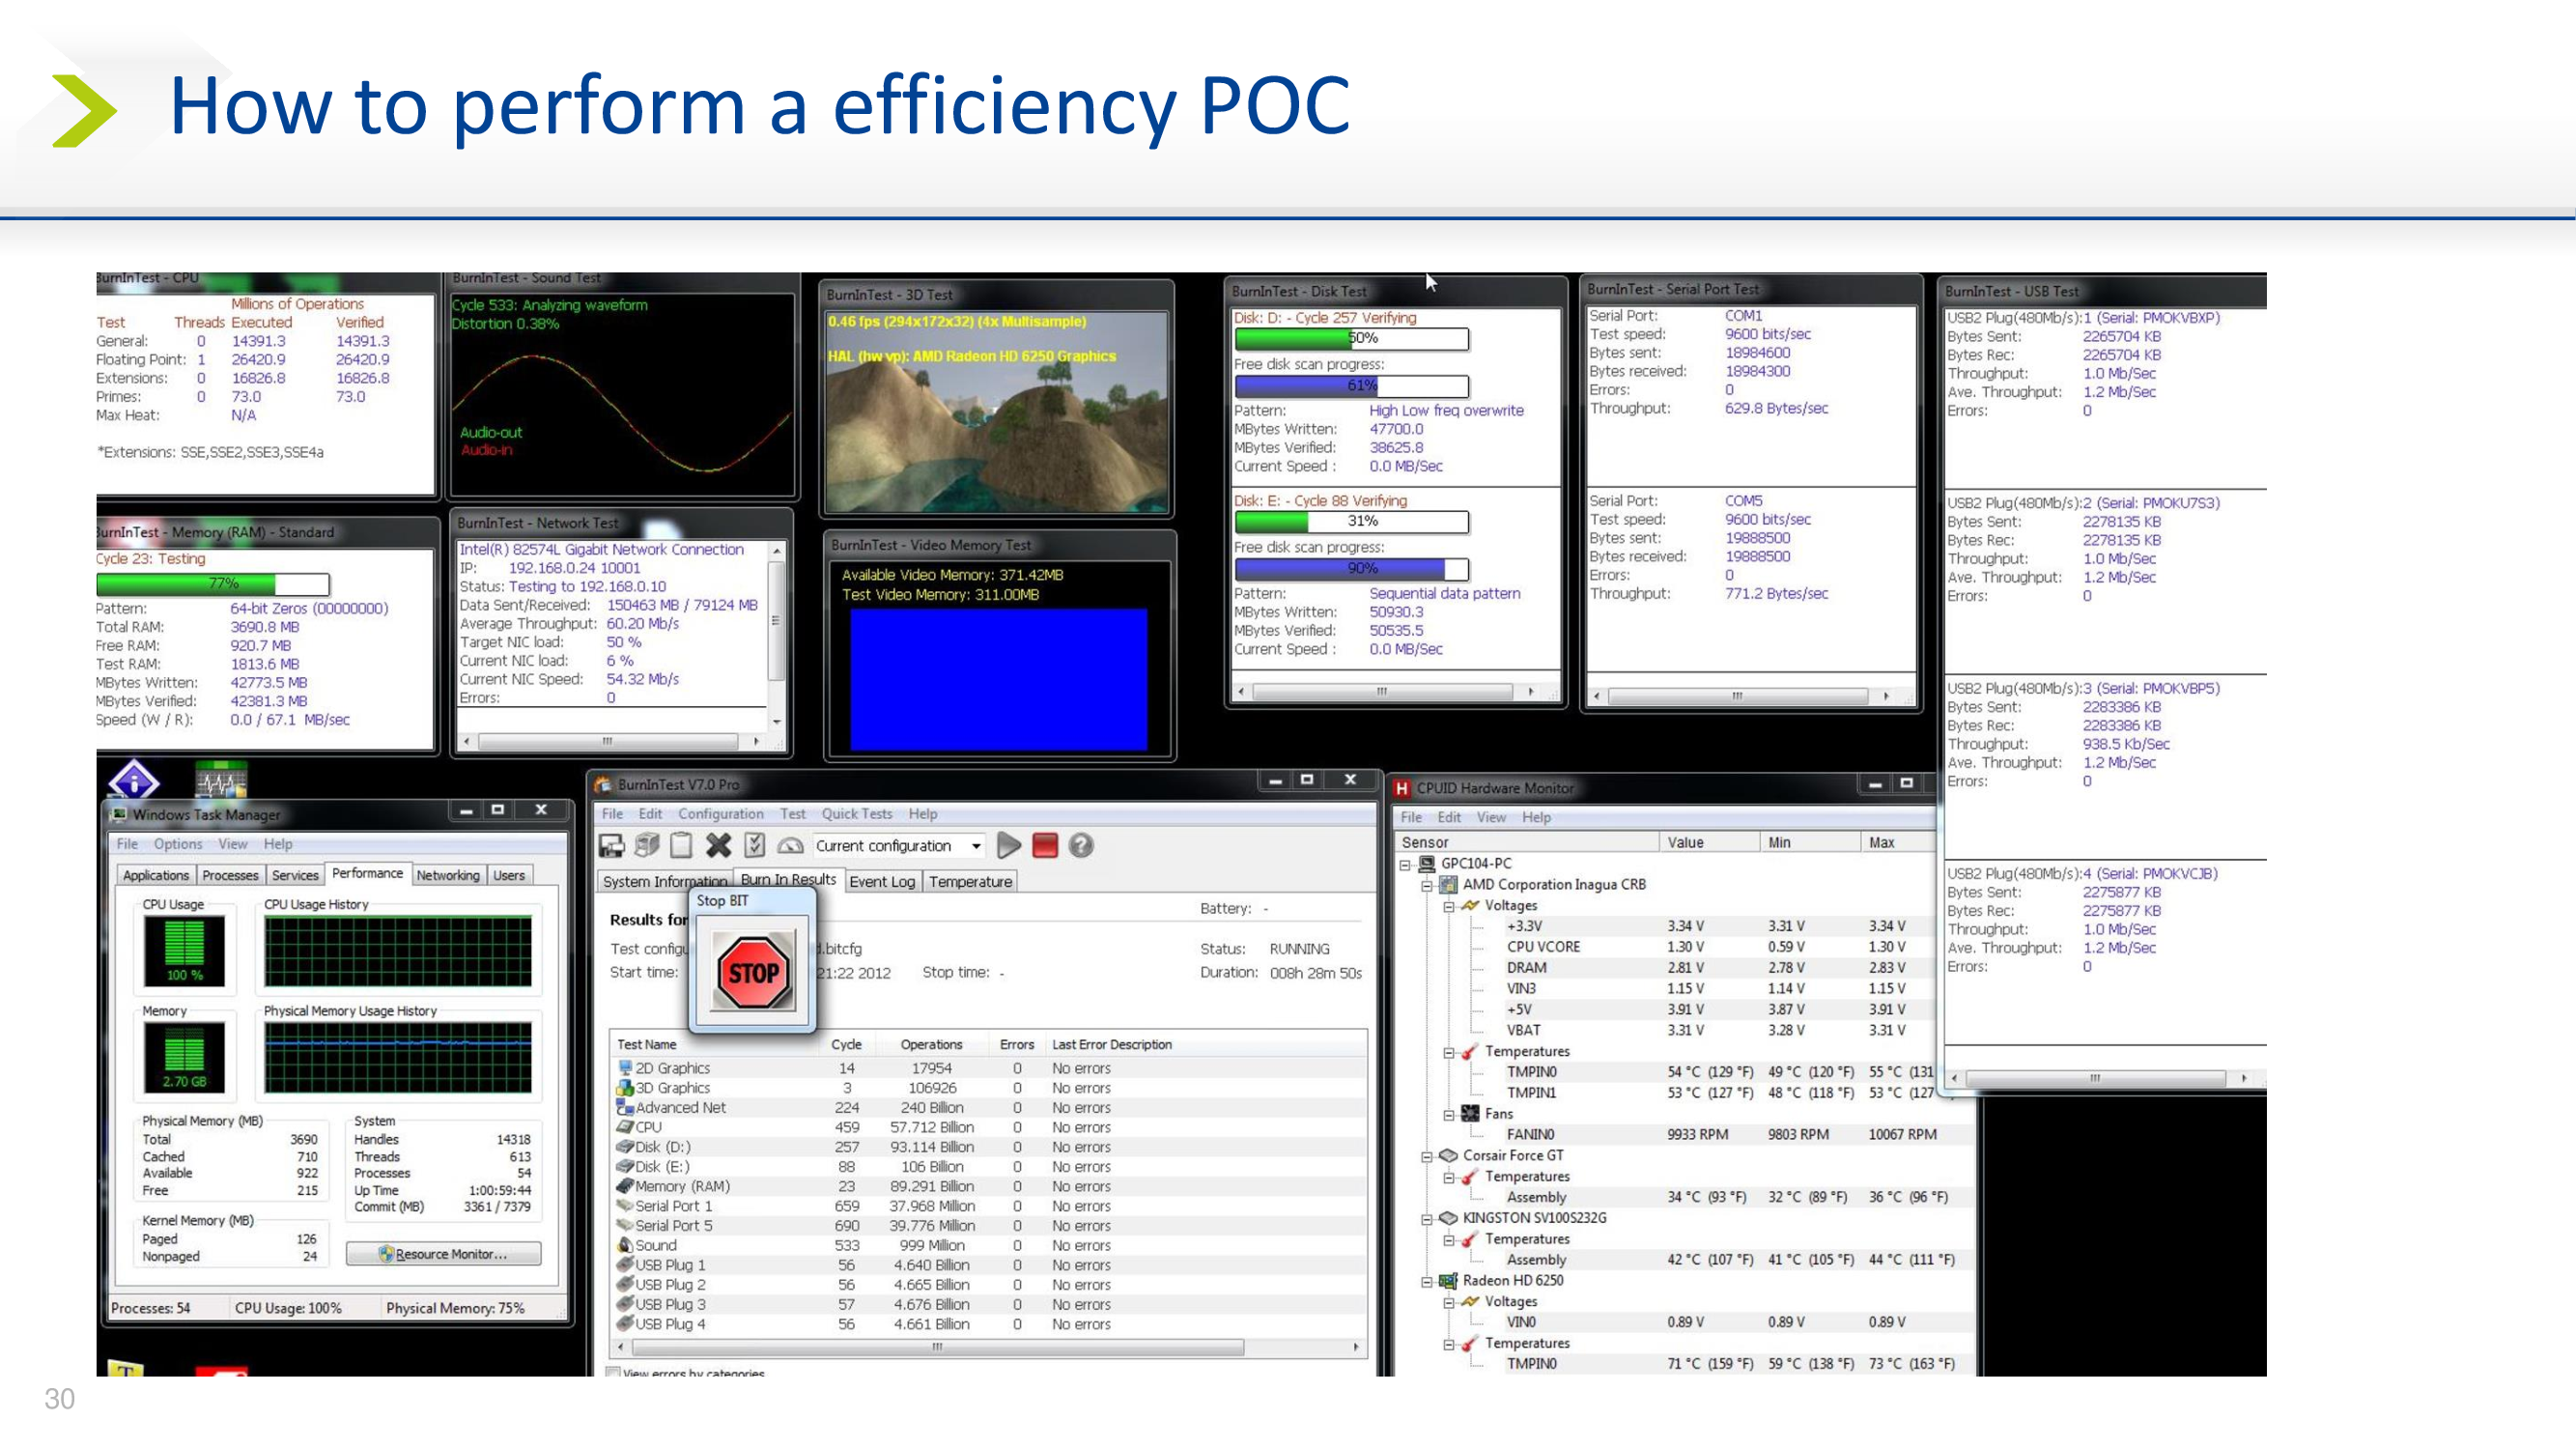 How to perform a efficiency POC
BurnInTest - CPU
Millions of Operations
Test Threads Executed Verified
General: 0 14391.3 14391.3
Floating Point: 1 26420.9 26420.9
Extensions: 0 16826.8 16826.8
Primes: 0 73.0 73.0
Max Heat: N/A
*Extensions: SSE,SSE2,SSE3,SSE4a
BurnInTest - Sound Test
Cycle 533: Analyzing waveform
Distortion 0.38%
Audio-out
Audio-in
BurnInTest - 3D Test
0.46 fps (294x172x32) (4x Multisample)
HAL (hw vp): AMD Radeon HD 6250 Graphics
BurnInTest - Disk Test
Disk: D: - Cycle 257 Verifying
50%
Free disk scan progress:
61%
Pattern: High Low freq overwrite
MBytes Written: 47700.0
MBytes Verified: 38625.8
Current Speed : 0.0 MB/Sec
Disk: E: - Cycle 88 Verifying
31%
Free disk scan progress:
90%
Pattern: Sequential data pattern
MBytes Written: 50930.3
MBytes Verified: 50535.5
Current Speed : 0.0 MB/Sec
BurnInTest - Serial Port Test
Serial Port: COM1
Test speed: 9600 bits/sec
Bytes sent: 18984600
Bytes received: 18984300
Errors: 0
Throughput: 629.8 Bytes/sec
Serial Port: COM5
Test speed: 9600 bits/sec
Bytes sent: 19888500
Bytes received: 19888500
Errors: 0
Throughput: 771.2 Bytes/sec
BurnInTest - USB Test
USB2 Plug(480Mb/s):1 (Serial: PMOKVBXP)
Bytes Sent: 2265704 KB
Bytes Rec: 2265704 KB
Throughput: 1.0 Mb/Sec
Ave. Throughput: 1.2 Mb/Sec
Errors: 0
USB2 Plug(480Mb/s):2 (Serial: PMOKU7S3)
Bytes Sent: 2278135 KB
Bytes Rec: 2278135 KB
Throughput: 1.0 Mb/Sec
Ave. Throughput: 1.2 Mb/Sec
Errors: 0
USB2 Plug(480Mb/s):3 (Serial: PMOKVBP5)
Bytes Sent: 2283386 KB
Bytes Rec: 2283386 KB
Throughput: 938.5 Kb/Sec
Ave. Throughput: 1.2 Mb/Sec
Errors: 0
USB2 Plug(480Mb/s):4 (Serial: PMOKVCJB)
Bytes Sent: 2275877 KB
Bytes Rec: 2275877 KB
Throughput: 1.0 Mb/Sec
Ave. Throughput: 1.2 Mb/Sec
Errors: 0
BurnInTest - Memory (RAM) - Standard
Cycle 23: Testing
77%
Pattern: 64-bit Zeros (00000000)
Total RAM: 3690.8 MB
Free RAM: 920.7 MB
Test RAM: 1813.6 MB
MBytes Written: 42773.5 MB
MBytes Verified: 42381.3 MB
Speed (W / R): 0.0 / 67.1 MB/sec
BurnInTest - Network Test
Intel(R) 82574L Gigabit Network Connection
IP: 192.168.0.24 10001
Status: Testing to 192.168.0.10
Data Sent/Received: 150463 MB / 79124 MB
Average Throughput: 60.20 Mb/s
Target NIC load: 50 %
Current NIC load: 6 %
Current NIC Speed: 54.32 Mb/s
Errors: 0
BurnInTest - Video Memory Test
Available Video Memory: 371.42MB
Test Video Memory: 311.00MB
Windows Task Manager
File Options View Help
Applications Processes Services Performance Networking Users
CPU Usage CPU Usage History
100 %
Memory Physical Memory Usage History
2.70 GB
Physical Memory (MB)
Total 3690
Cached 710
Available 922
Free 215
System
Handles 14318
Threads 613
Processes 54
Up Time 1:00:59:44
Commit (MB) 3361 / 7379
Kernel Memory (MB)
Paged 126
Nonpaged 24
Resource Monitor...
Processes: 54 CPU Usage: 100% Physical Memory: 75%
BurnInTest V7.0 Pro
File Edit Configuration Test Quick Tests Help
Current configuration
System Information Burn In Results Event Log Temperature
Stop BIT
STOP
Results for
Battery: -
Test configu d.bitcfg Status: RUNNING
Start time: 21:22 2012 Stop time: - Duration: 008h 28m 50s
Test Name Cycle Operations Errors Last Error Description
2D Graphics 14 17954 0 No errors
3D Graphics 3 106926 0 No errors
Advanced Net 224 240 Billion 0 No errors
CPU 459 57.712 Billion 0 No errors
Disk (D:) 257 93.114 Billion 0 No errors
Disk (E:) 88 106 Billion 0 No errors
Memory (RAM) 23 89.291 Billion 0 No errors
Serial Port 1 659 37.968 Million 0 No errors
Serial Port 5 690 39.776 Million 0 No errors
Sound 533 999 Million 0 No errors
USB Plug 1 56 4.640 Billion 0 No errors
USB Plug 2 56 4.665 Billion 0 No errors
USB Plug 3 57 4.676 Billion 0 No errors
USB Plug 4 56 4.661 Billion 0 No errors
View errors by categories
CPUID Hardware Monitor
File Edit View Help
Sensor Value Min Max
GPC104-PC
AMD Corporation Inagua CRB
Voltages
+3.3V 3.34 V 3.31 V 3.34 V
CPU VCORE 1.30 V 0.59 V 1.30 V
DRAM 2.81 V 2.78 V 2.83 V
VIN3 1.15 V 1.14 V 1.15 V
+5V 3.91 V 3.87 V 3.91 V
VBAT 3.31 V 3.28 V 3.31 V
Temperatures
TMPIN0 54 °C (129 °F) 49 °C (120 °F) 55 °C (131
TMPIN1 53 °C (127 °F) 48 °C (118 °F) 53 °C (127
Fans
FANIN0 9933 RPM 9803 RPM 10067 RPM
Corsair Force GT
Temperatures
Assembly 34 °C (93 °F) 32 °C (89 °F) 36 °C (96 °F)
KINGSTON SV100S232G
Temperatures
Assembly 42 °C (107 °F) 41 °C (105 °F) 44 °C (111 °F)
Radeon HD 6250
Voltages
VIN0 0.89 V 0.89 V 0.89 V
Temperatures
TMPIN0 71 °C (159 °F) 59 °C (138 °F) 73 °C (163 °F)
30